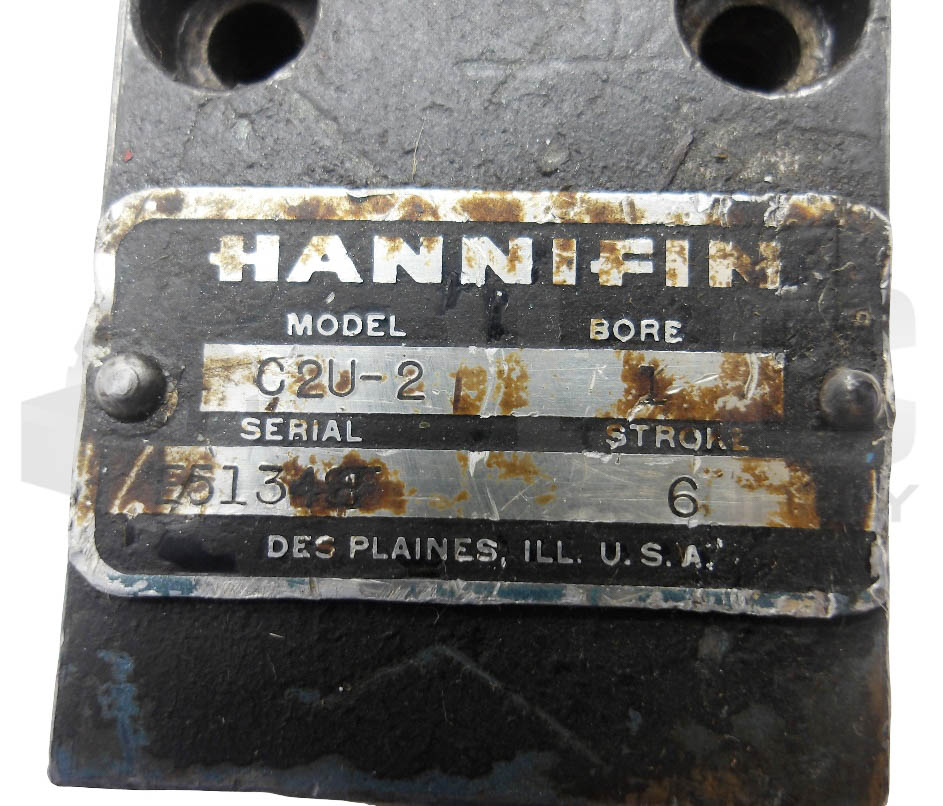 HANNIFIN
MODEL BORE
C2U-2 1
SERIAL STROKE
6
DES PLAINES, ILL. U.S.A.